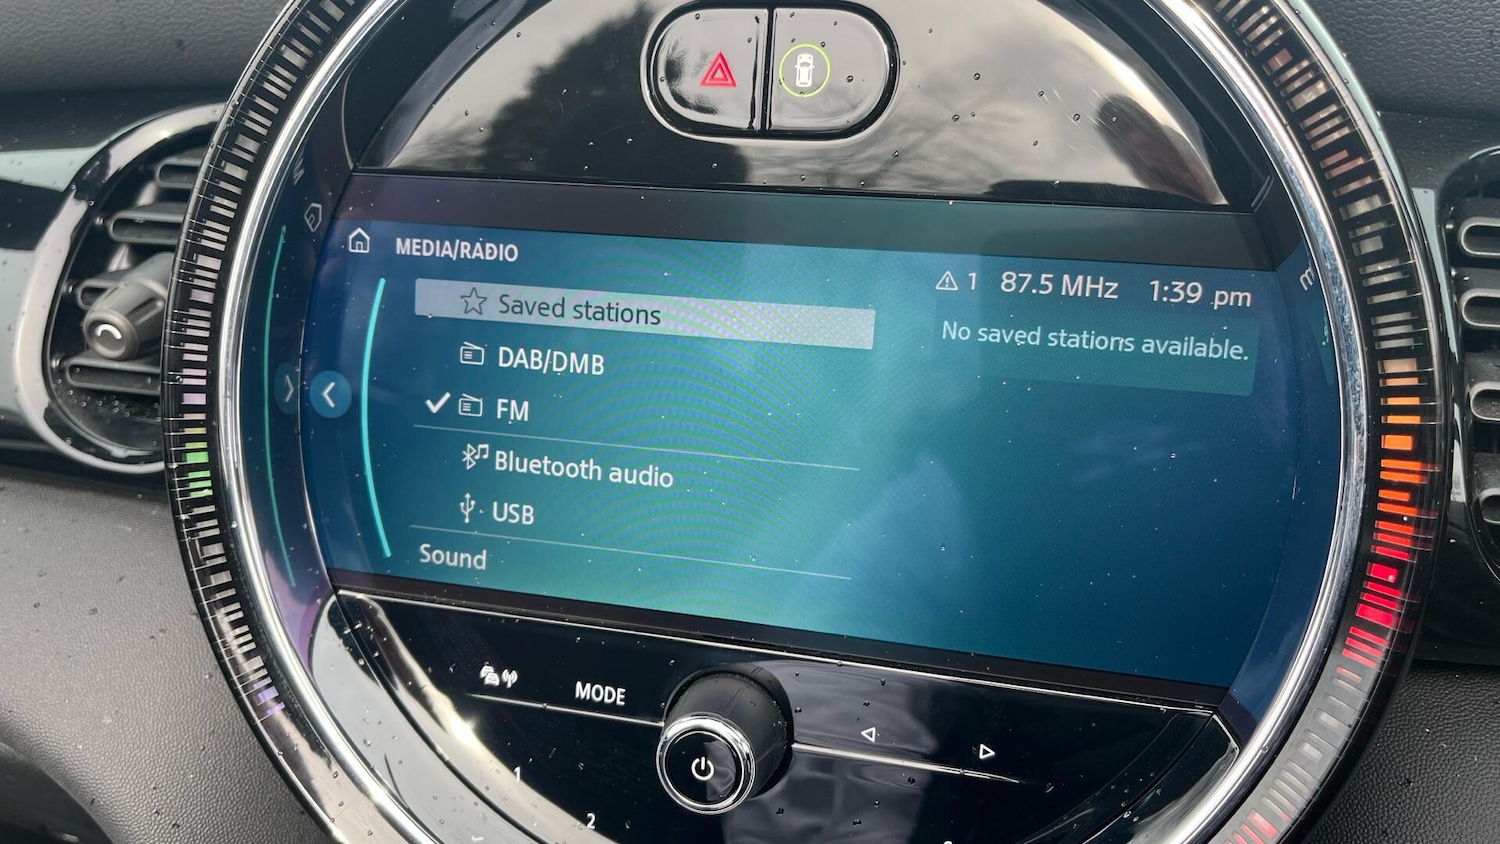 MEDIA/RADIO
1 87.5 MHz 1:39 pm
Saved stations
No saved stations available.
DAB/DMB
FM
Bluetooth audio
USB
Sound
MODE
1
2